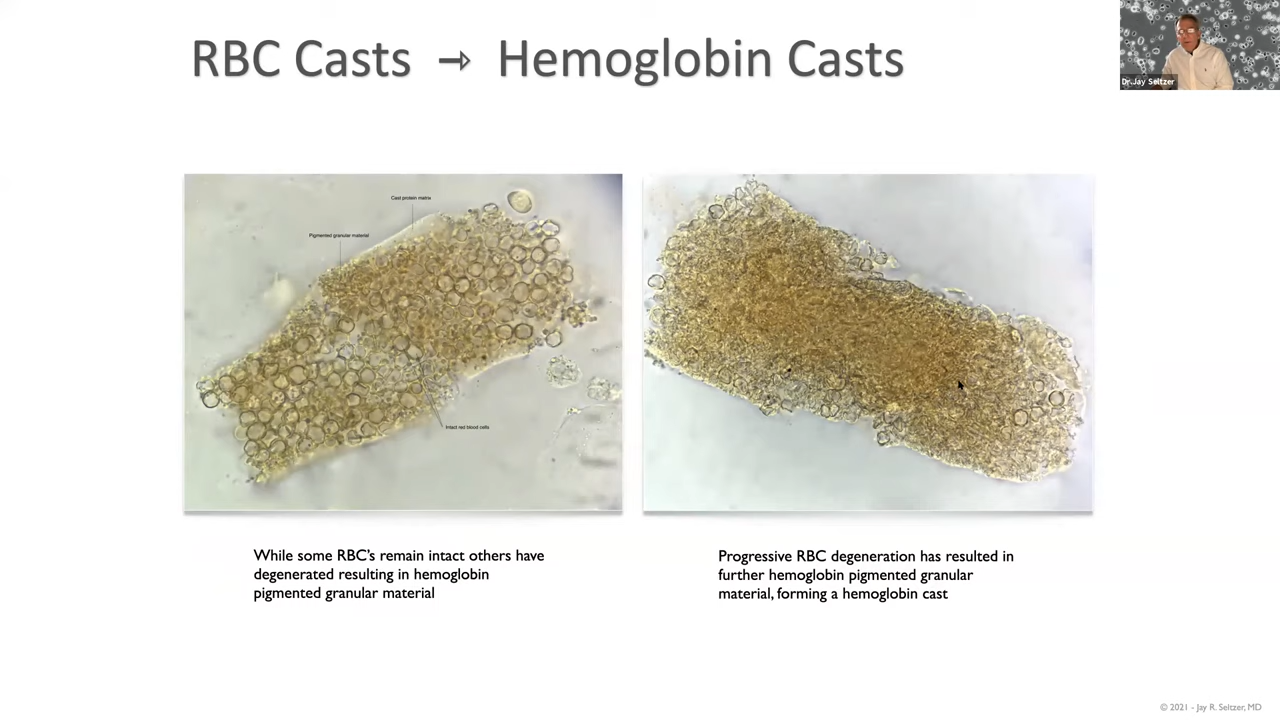 RBC Casts → Hemoglobin Casts
Dr.Jay Seltzer
Cast protein matrix
Pigmented granular material
Intact red blood cells
While some RBC’s remain intact others have
degenerated resulting in hemoglobin
pigmented granular material
Progressive RBC degeneration has resulted in
further hemoglobin pigmented granular
material, forming a hemoglobin cast
© 2021 - Jay R. Seltzer, MD